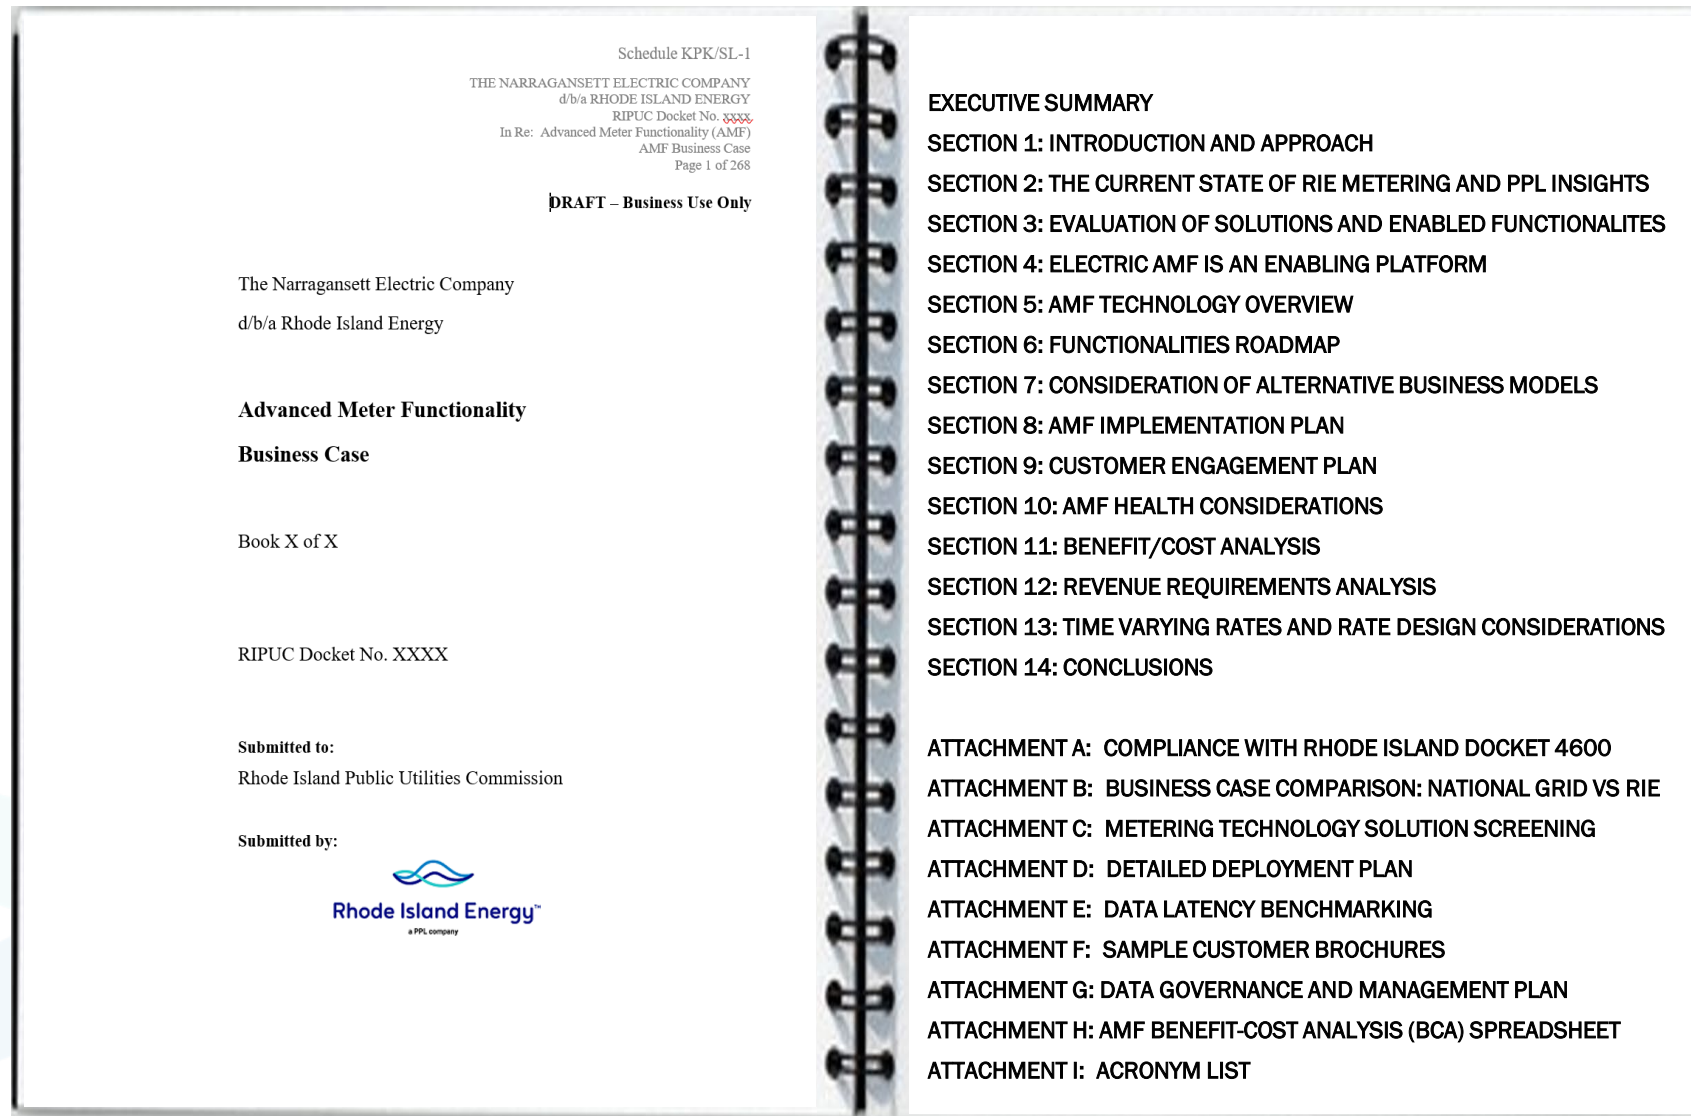 Schedule KPK/SL-1
THE NARRAGANSETT ELECTRIC COMPANY
d/b/a RHODE ISLAND ENERGY
RIPUC Docket No. xxxx
In Re:  Advanced Meter Functionality (AMF)
AMF Business Case
Page 1 of 268
DRAFT – Business Use Only
The Narragansett Electric Company
d/b/a Rhode Island Energy
Advanced Meter Functionality
Business Case
Book X of X
RIPUC Docket No. XXXX
Submitted to:
Rhode Island Public Utilities Commission
Submitted by:
Rhode Island Energy™
a PPL company
EXECUTIVE SUMMARY
SECTION 1: INTRODUCTION AND APPROACH
SECTION 2: THE CURRENT STATE OF RIE METERING AND PPL INSIGHTS
SECTION 3: EVALUATION OF SOLUTIONS AND ENABLED FUNCTIONALITES
SECTION 4: ELECTRIC AMF IS AN ENABLING PLATFORM
SECTION 5: AMF TECHNOLOGY OVERVIEW
SECTION 6: FUNCTIONALITIES ROADMAP
SECTION 7: CONSIDERATION OF ALTERNATIVE BUSINESS MODELS
SECTION 8: AMF IMPLEMENTATION PLAN
SECTION 9: CUSTOMER ENGAGEMENT PLAN
SECTION 10: AMF HEALTH CONSIDERATIONS
SECTION 11: BENEFIT/COST ANALYSIS
SECTION 12: REVENUE REQUIREMENTS ANALYSIS
SECTION 13: TIME VARYING RATES AND RATE DESIGN CONSIDERATIONS
SECTION 14: CONCLUSIONS
ATTACHMENT A:  COMPLIANCE WITH RHODE ISLAND DOCKET 4600
ATTACHMENT B:  BUSINESS CASE COMPARISON: NATIONAL GRID VS RIE
ATTACHMENT C:  METERING TECHNOLOGY SOLUTION SCREENING
ATTACHMENT D:  DETAILED DEPLOYMENT PLAN
ATTACHMENT E:  DATA LATENCY BENCHMARKING
ATTACHMENT F:  SAMPLE CUSTOMER BROCHURES
ATTACHMENT G: DATA GOVERNANCE AND MANAGEMENT PLAN
ATTACHMENT H: AMF BENEFIT-COST ANALYSIS (BCA) SPREADSHEET
ATTACHMENT I:  ACRONYM LIST